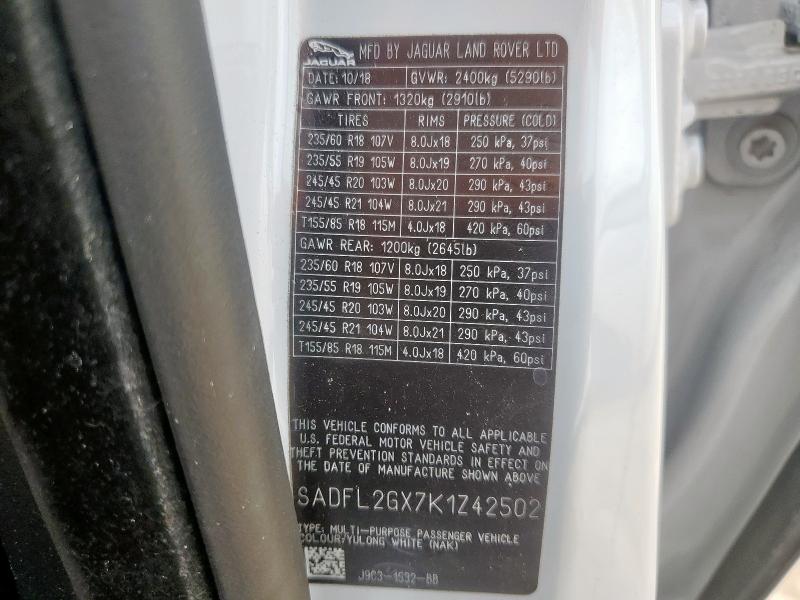 JAGUAR MFD BY JAGUAR LAND ROVER LTD
DATE: 10/18 GVWR: 2400kg (5290lb)
GAWR FRONT: 1320kg (2910lb)
TIRES RIMS PRESSURE (COLD)
235/60 R18 107V 8.0Jx18 250 kPa, 37psi
235/55 R19 105W 8.0Jx19 270 kPa, 40psi
245/45 R20 103W 8.0Jx20 290 kPa, 43psi
245/45 R21 104W 8.0Jx21 290 kPa, 43psi
T155/85 R18 115M 4.0Jx18 420 kPa, 60psi
GAWR REAR: 1200kg (2645lb)
235/60 R18 107V 8.0Jx18 250 kPa, 37psi
235/55 R19 105W 8.0Jx19 270 kPa, 40psi
245/45 R20 103W 8.0Jx20 290 kPa, 43psi
245/45 R21 104W 8.0Jx21 290 kPa, 43psi
T155/85 R18 115M 4.0Jx18 420 kPa, 60psi
THIS VEHICLE CONFORMS TO ALL APPLICABLE
U.S. FEDERAL MOTOR VEHICLE SAFETY AND
THEFT PREVENTION STANDARDS IN EFFECT ON
THE DATE OF MANUFACTURE SHOWN ABOVE
SADFL2GX7K1Z42502
TYPE: MULTI-PURPOSE PASSENGER VEHICLE
COLOUR/YULONG WHITE (NAK)
J9C3-1532-BB